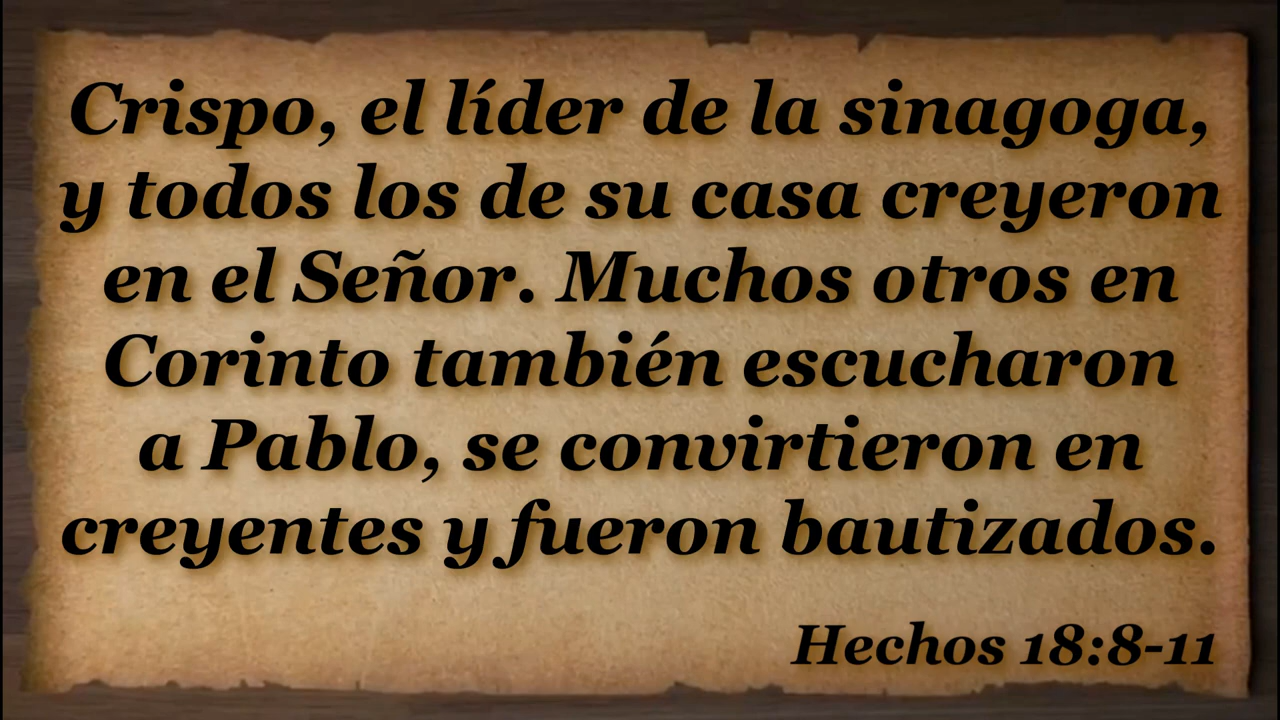 Crispo, el líder de la sinagoga,
y todos los de su casa creyeron
en el Señor. Muchos otros en
Corinto también escucharon
a Pablo, se convirtieron en
creyentes y fueron bautizados.
Hechos 18:8-11